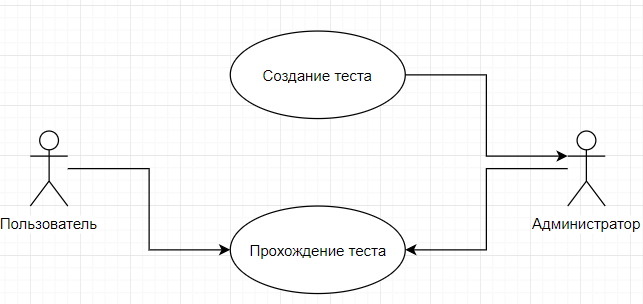 Создание теста
Пользователь
Администратор
Прохождение теста